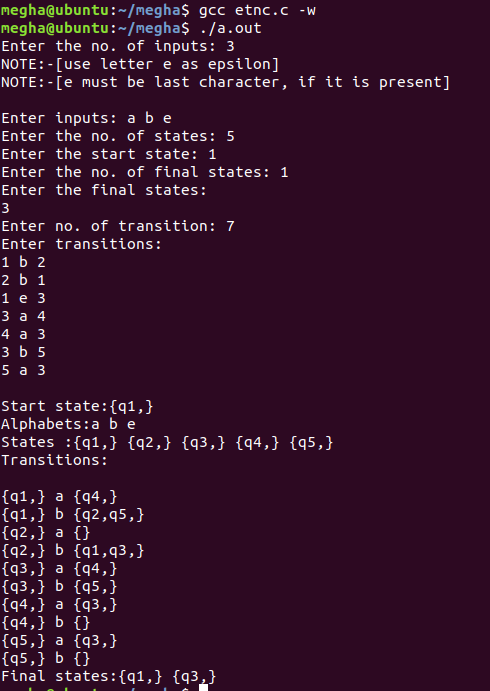 megha@ubuntu:~/megha$ gcc etnc.c -w
megha@ubuntu:~/megha$ ./a.out
Enter the no. of inputs: 3
NOTE:-[use letter e as epsilon]
NOTE:-[e must be last character, if it is present]
Enter inputs: a b e
Enter the no. of states: 5
Enter the start state: 1
Enter the no. of final states: 1
Enter the final states:
3
Enter no. of transition: 7
Enter transitions:
1 b 2
2 b 1
1 e 3
3 a 4
4 a 3
3 b 5
5 a 3
Start state:{q1,}
Alphabets:a b e
States :{q1,} {q2,} {q3,} {q4,} {q5,}
Transitions:
{q1,} a {q4,}
{q1,} b {q2,q5,}
{q2,} a {}
{q2,} b {q1,q3,}
{q3,} a {q4,}
{q3,} b {q5,}
{q4,} a {q3,}
{q4,} b {}
{q5,} a {q3,}
{q5,} b {}
Final states:{q1,} {q3,}